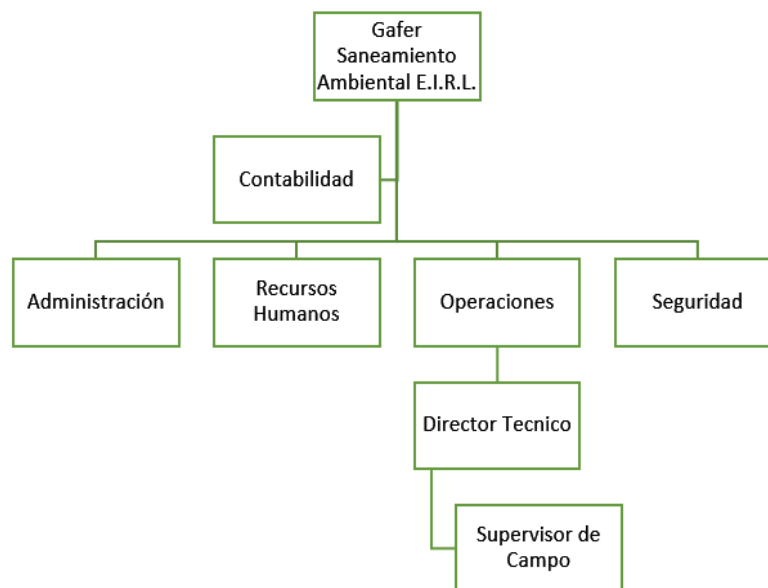 Gafer
Saneamiento
Ambiental E.I.R.L.
Contabilidad
Administración
Recursos
Humanos
Operaciones
Seguridad
Director Tecnico
Supervisor de
Campo